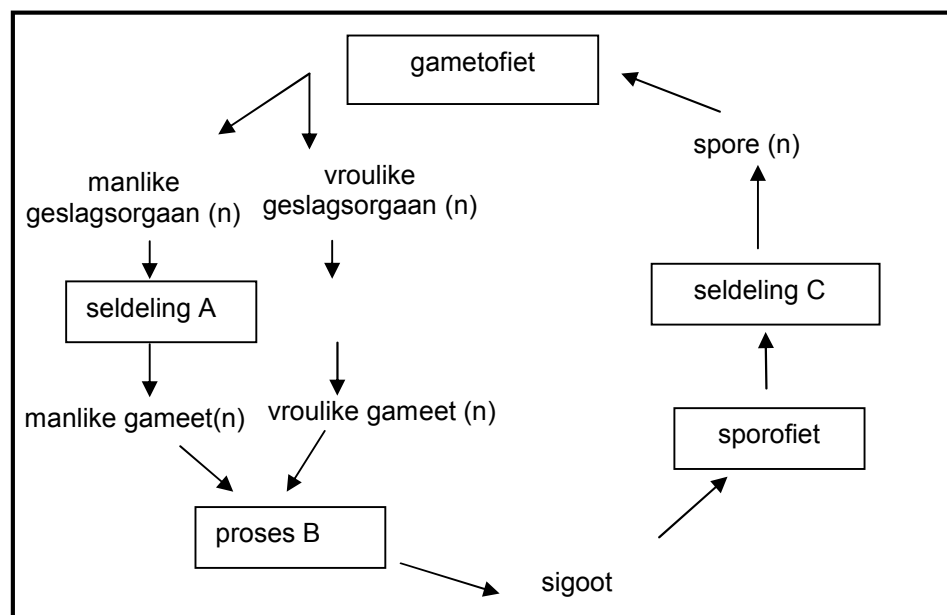 gametofiet
spore (n)
manlike
geslagsorgaan (n)
vroulike
geslagsorgaan (n)
seldeling A
seldeling C
manlike gameet(n)
vroulike gameet (n)
sporofiet
proses B
sigoot